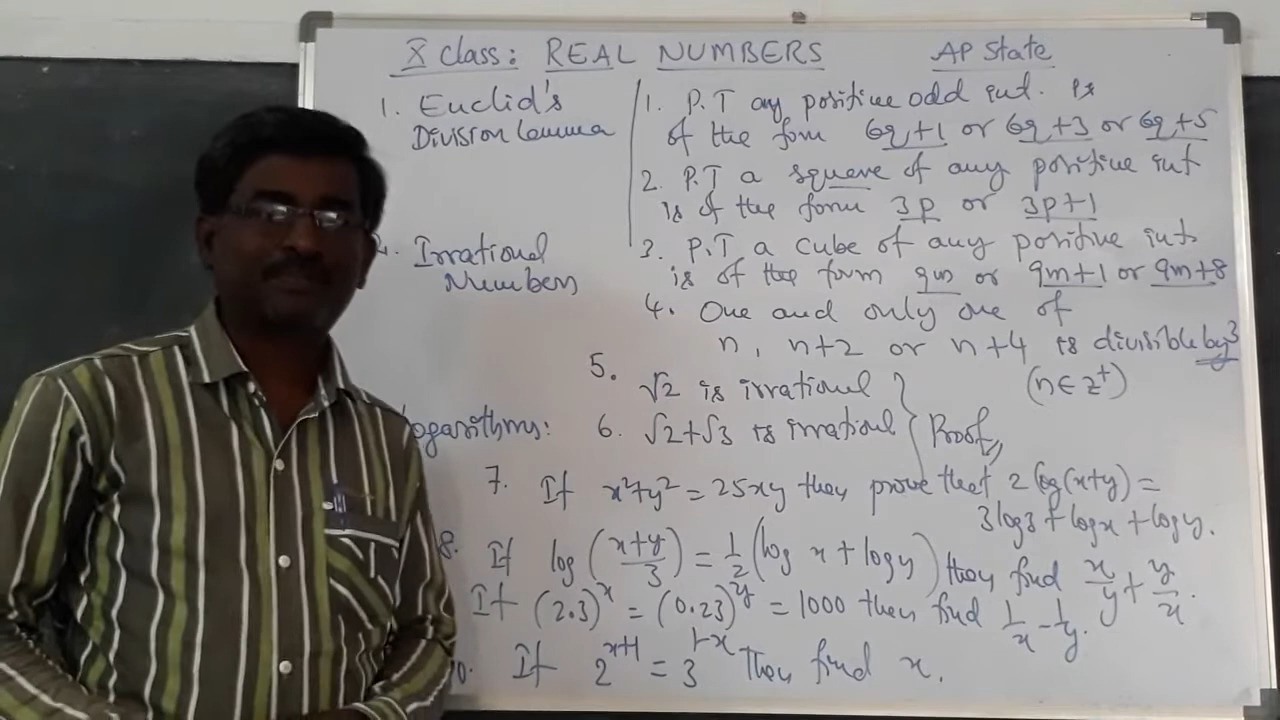 X class: REAL NUMBERS AP State
1. Euclid's
Division Lamma
2. Irrational
Numbers
ogarithms:
1. P.T any positive odd int. is
of the form 6q+1 or 6q+3 or 6q+5
2. P.T a square of any positive int
is of the form 3p or 3p+1
3. P.T a cube of any positive int
is of the form 9m or 9m+1 or 9m+8
4. One and only one of
n, n+2 or n+4 is divisible by 3
(n∈z⁺)
5. √2 is irrational
6. √2+√3 is irrational } Proof
7. If x²+y² = 25xy then prove that 2log(x+y) =
3log3 + logx + logy.
8. If log(x+y/3) = 1/2(log x + log y) then find x/y + y/x.
If (2.3)ˣ = (0.23)ʸ = 1000 then find 1/x - 1/y.
10. If 2ˣ⁺¹ = 3¹⁻ˣ then find x.